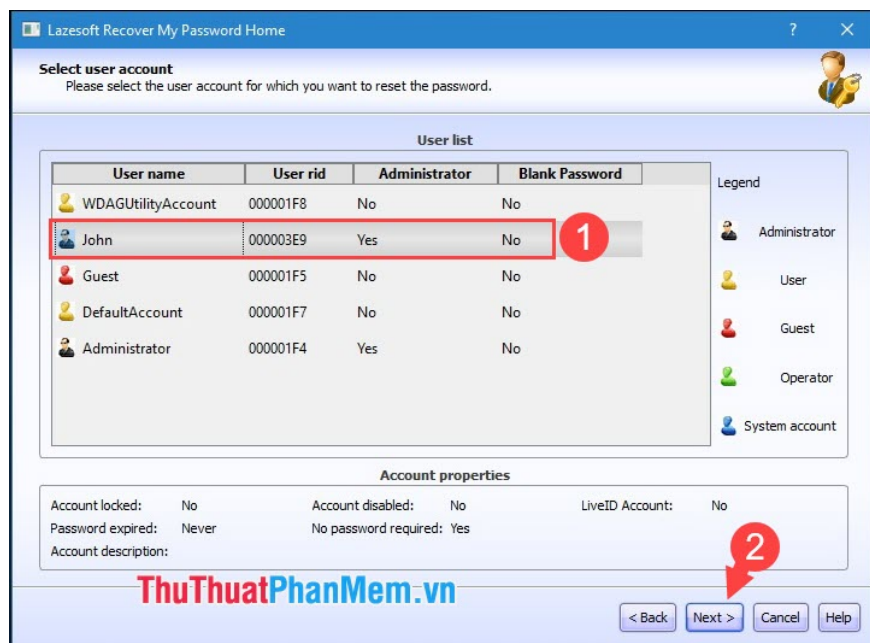 Lazesoft Recover My Password Home ? ×
Select user account
Please select the user account for which you want to reset the password.
User list
User name User rid Administrator Blank Password
WDAGUtilityAccount 000001F8 No No
John 000003E9 Yes No 1
Guest 000001F5 No No
DefaultAccount 000001F7 No No
Administrator 000001F4 Yes No
Legend
Administrator
User
Guest
Operator
System account
Account properties
Account locked: No Account disabled: No LiveID Account: No
Password expired: Never No password required: Yes
Account description:
2
ThuThuatPhanMem.vn
< Back Next > Cancel Help